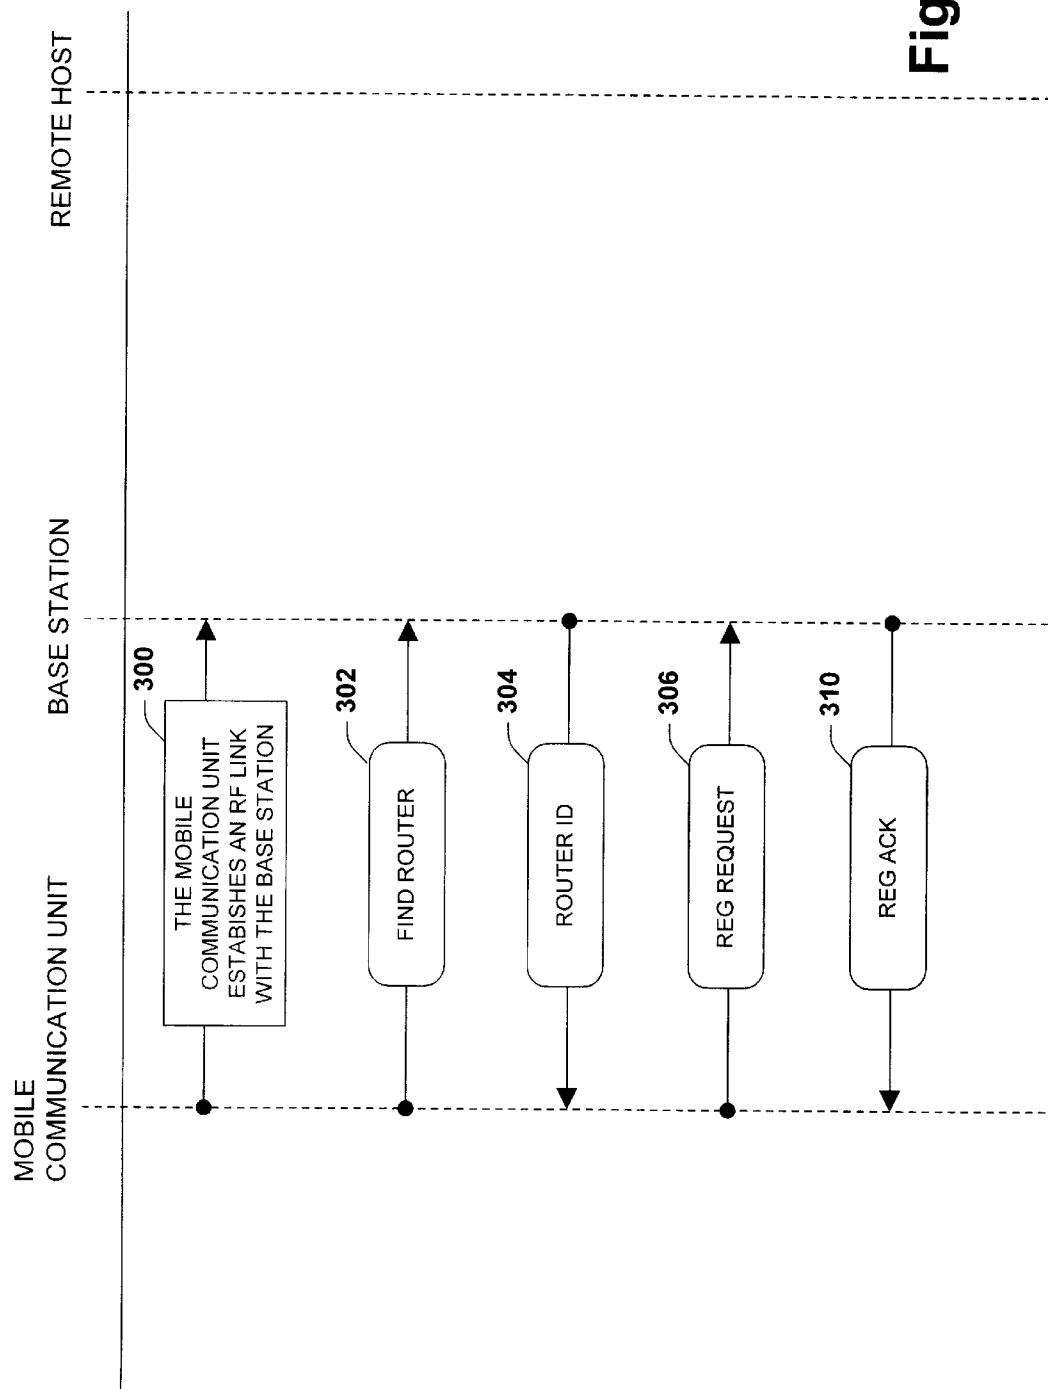 MOBILE
COMMUNICATION UNIT
BASE STATION
REMOTE HOST
300
THE MOBILE
COMMUNICATION UNIT
ESTABISHES AN RF LINK
WITH THE BASE STATION
302
FIND ROUTER
304
ROUTER ID
306
REG REQUEST
310
REG ACK
Fig